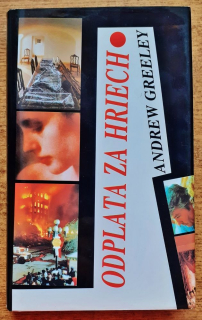 ODPLATA ZA HRIECH
ANDREW GREELEY